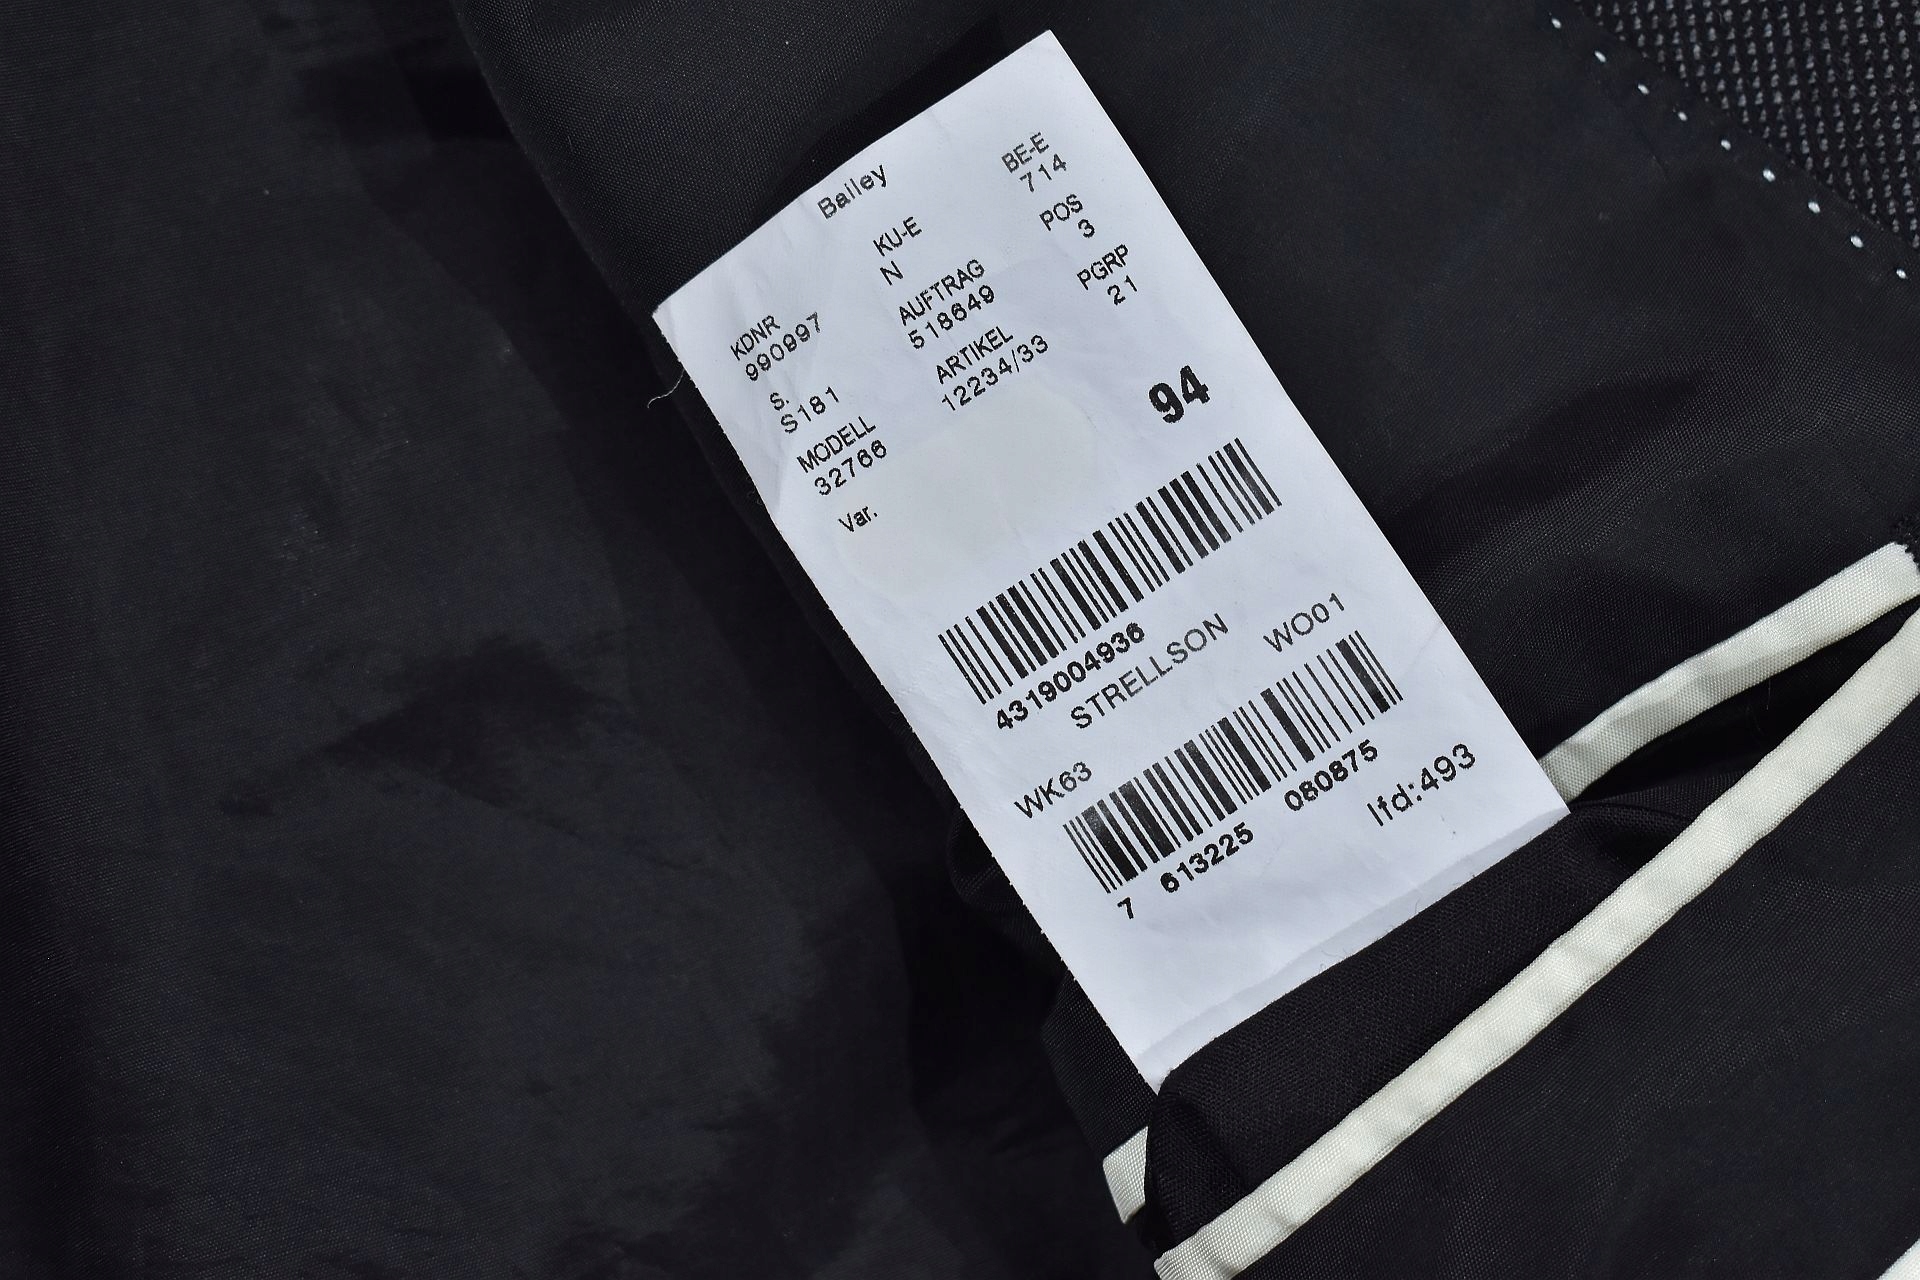 Bailey
KU-E BE-E
N 714
KDNR AUFTRAG POS
990997 518649 3
S. ARTIKEL PGRP
S181 12234/33 21
MODELL
32766 94
Var.
4319004936
STRELLSON WO01
WK63
7 613225 080875
lfd:493